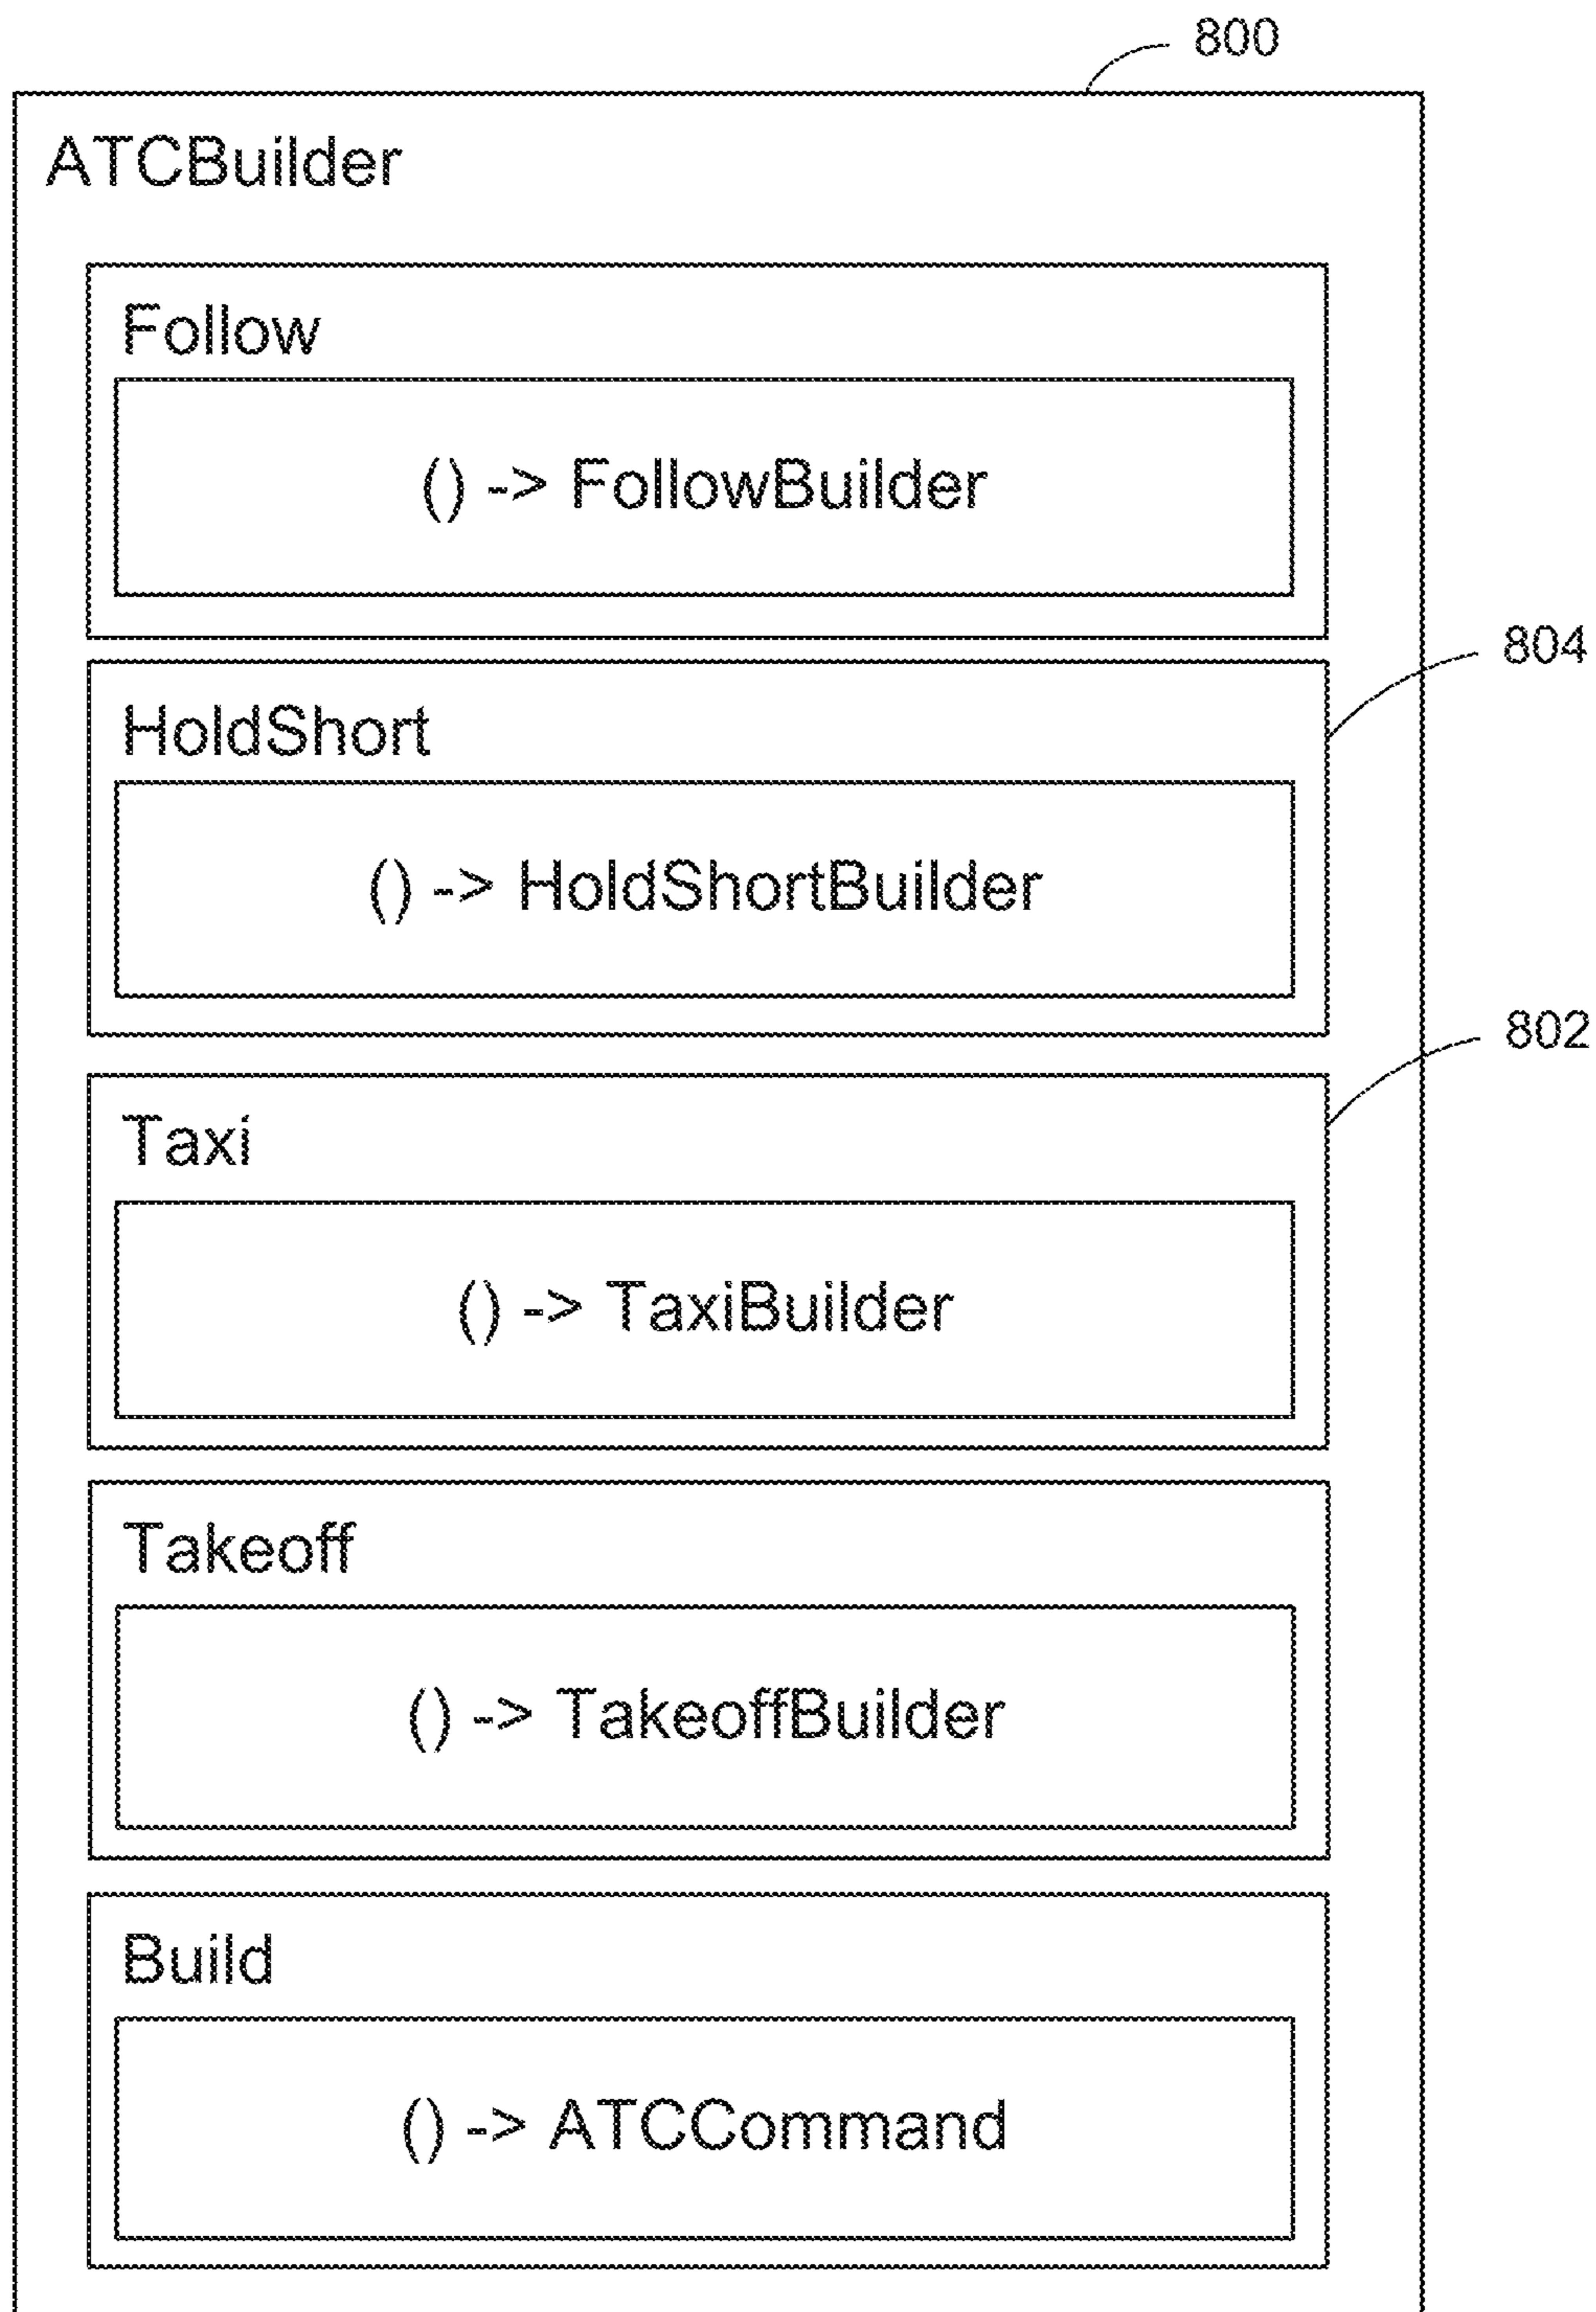 800
ATCBuilder
Follow
() -> FollowBuilder
804
HoldShort
() -> HoldShortBuilder
802
Taxi
() -> TaxiBuilder
Takeoff
() -> TakeoffBuilder
Build
() -> ATCCommand